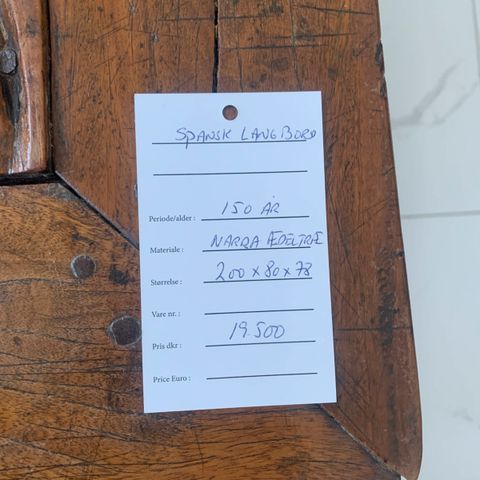 SPANSK LANGBORD
Periode/alder : 150 ÅR
Materiale : NARRA ÆDELTRÆ
Størrelse : 200 x 80 x 78
Vare nr. :
Pris dkr : 19.500
Price Euro :